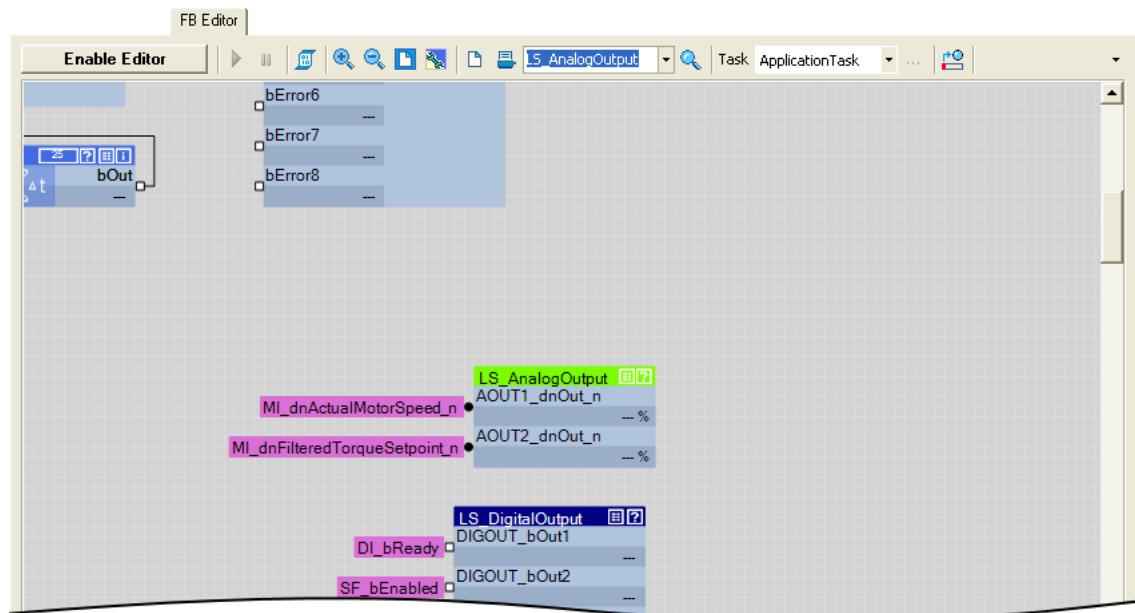 FB Editor
Enable Editor LS_AnalogOutput Task ApplicationTask ...
bError6
---
bError7
---
25 ? i
bOut
Δt
---
bError8
---
LS_AnalogOutput ?
MI_dnActualMotorSpeed_n AOUT1_dnOut_n
--- %
MI_dnFilteredTorqueSetpoint_n AOUT2_dnOut_n
--- %
LS_DigitalOutput ?
DI_bReady DIGOUT_bOut1
---
SF_bEnabled DIGOUT_bOut2
---